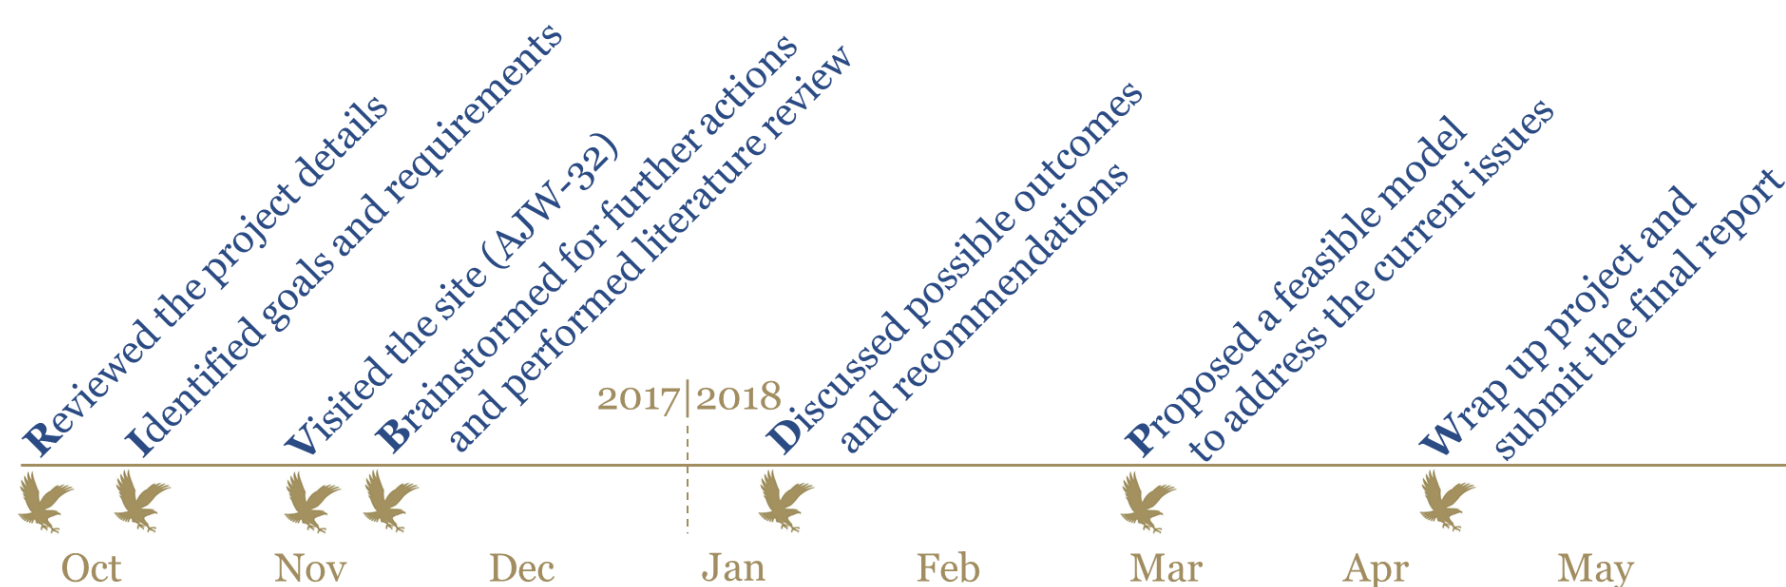 Reviewed the project details
Identified goals and requirements
Visited the site (AJW-32)
Brainstormed for further actions
and performed literature review
2017|2018
Discussed possible outcomes
and recommendations
Proposed a feasible model
to address the current issues
Wrap up project and
submit the final report
Oct Nov Dec Jan Feb Mar Apr May